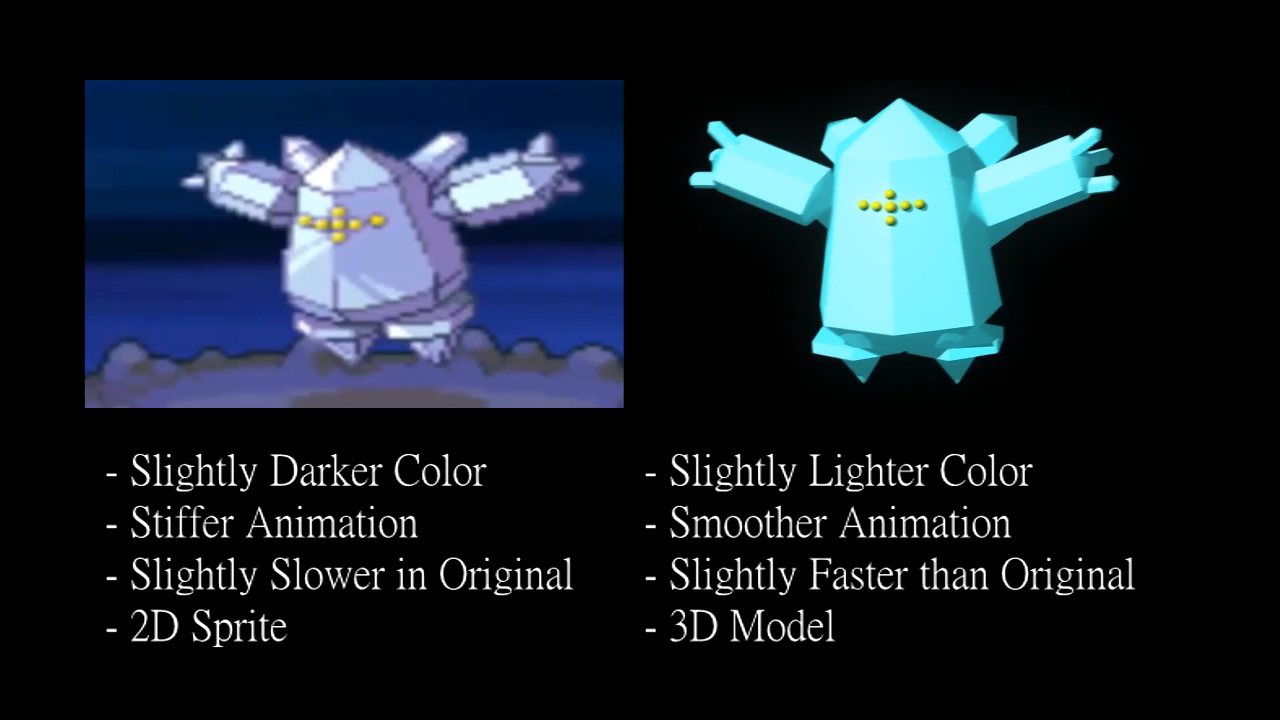 - Slightly Darker Color
- Stiffer Animation
- Slightly Slower in Original
- 2D Sprite
- Slightly Lighter Color
- Smoother Animation
- Slightly Faster than Original
- 3D Model